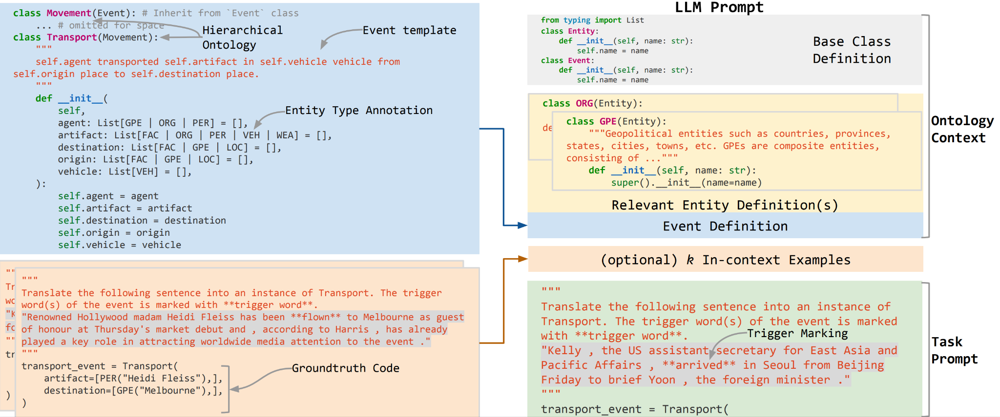 class Movement(Event): # Inherit from `Event` class
... # omitted for space
class Transport(Movement):
"""
self.agent transported self.artifact in self.vehicle vehicle from
self.origin place to self.destination place.
"""
def __init__(
self,
agent: List[GPE | ORG | PER] = [],
artifact: List[FAC | ORG | PER | VEH | WEA] = [],
destination: List[FAC | GPE | LOC] = [],
origin: List[FAC | GPE | LOC] = [],
vehicle: List[VEH] = [],
):
self.agent = agent
self.artifact = artifact
self.destination = destination
self.origin = origin
self.vehicle = vehicle
Hierarchical
Ontology
Event template
Entity Type Annotation
""
Tr
wo
"K
fo
""
tr
)
"""
Translate the following sentence into an instance of Transport. The trigger
word(s) of the event is marked with **trigger word**.
"Renowned Hollywood madam Heidi Fleiss has been **flown** to Melbourne as guest
of honour at Thursday's market debut and , according to Harris , has already
played a key role in attracting worldwide media attention to the event ."
"""
transport_event = Transport(
artifact=[PER("Heidi Fleiss"),],
destination=[GPE("Melbourne"),],
)
Groundtruth Code
LLM Prompt
from typing import List
class Entity:
def __init__(self, name: str):
self.name = name
class Event:
def __init__(self, name: str):
self.name = name
Base Class
Definition
class ORG(Entity):
de
class GPE(Entity):
"""Geopolitical entities such as countries, provinces,
states, cities, towns, etc. GPEs are composite entities,
consisting of ..."""
def __init__(self, name: str):
super().__init__(name=name)
Relevant Entity Definition(s)
Event Definition
Ontology
Context
(optional) k In-context Examples
"""
Translate the following sentence into an instance of
Transport. The trigger word(s) of the event is marked
with **trigger word**.
Trigger Marking
"Kelly , the US assistant secretary for East Asia and
Pacific Affairs , **arrived** in Seoul from Beijing
Friday to brief Yoon , the foreign minister ."
"""
transport_event = Transport(
Task
Prompt